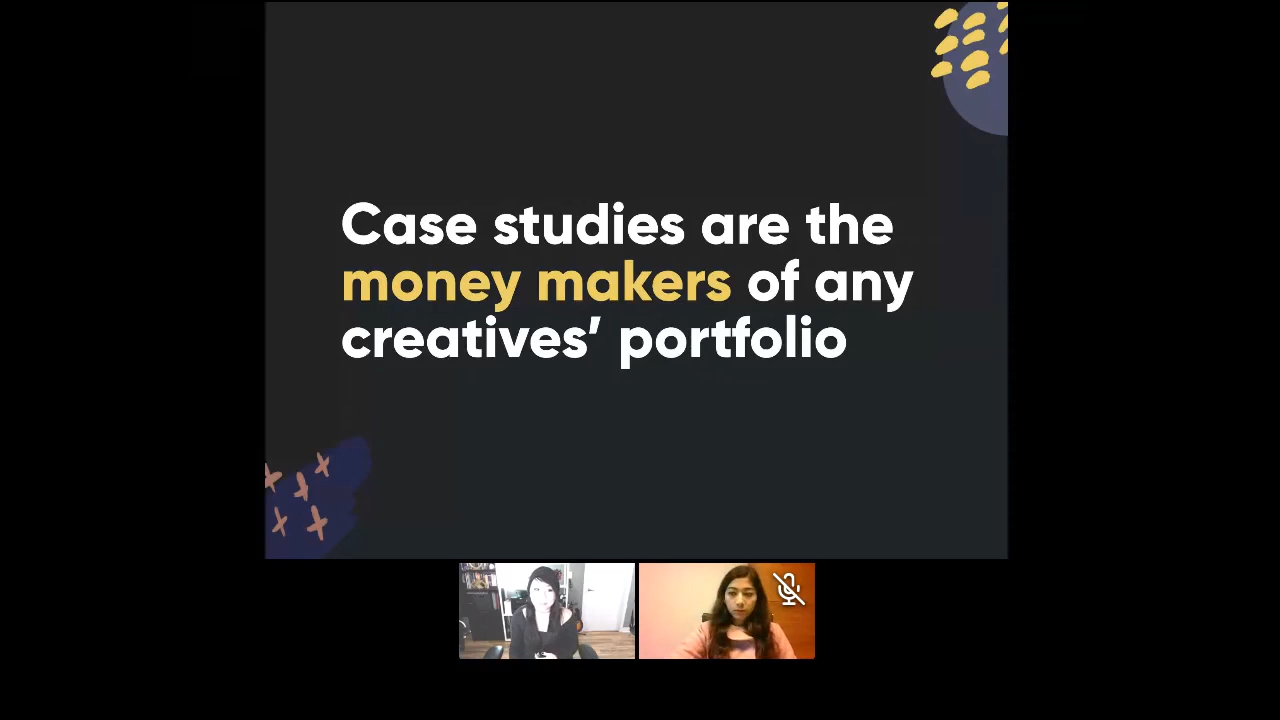 Case studies are the
money makers of any
creatives’ portfolio